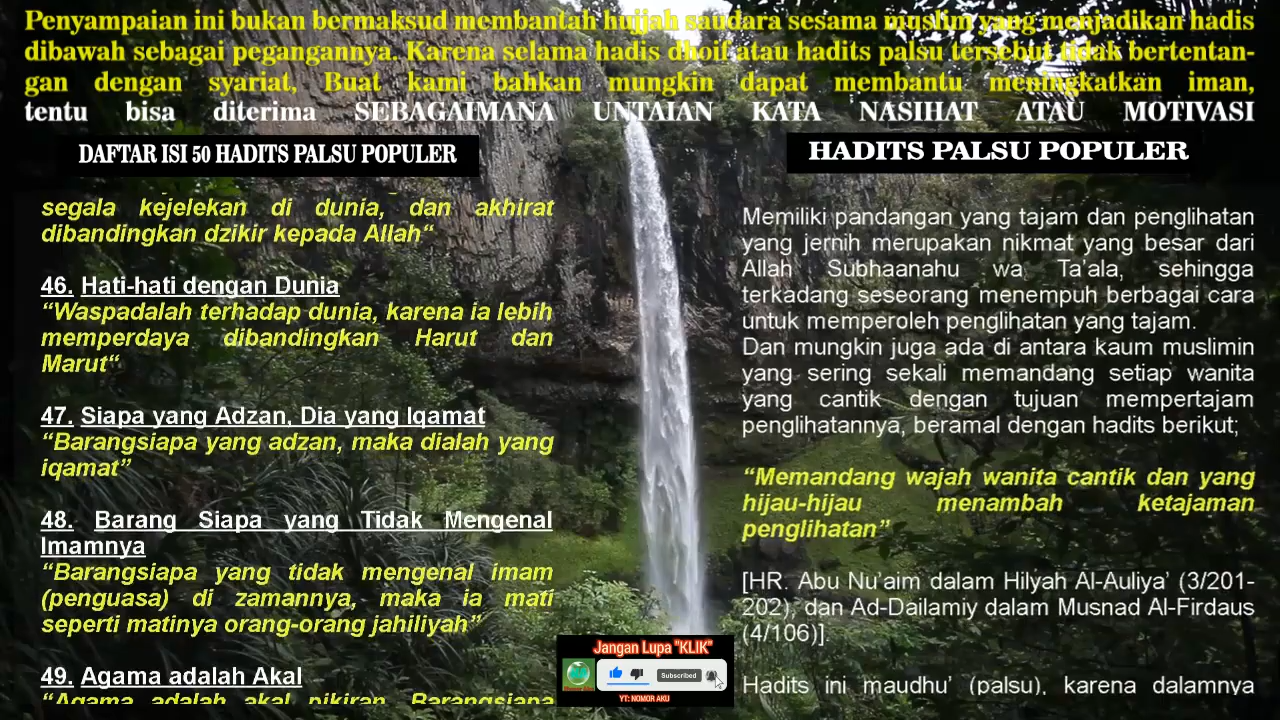 Penyampaian ini bukan bermaksud membantah hujjah saudara sesama muslim yang menjadikan hadis
dibawah sebagai pegangannya. Karena selama hadis dhoif atau hadits palsu tersebut tidak bertentan-
gan dengan syariat, Buat kami bahkan mungkin dapat membantu meningkatkan iman,
tentu bisa diterima SEBAGAIMANA UNTAIAN KATA NASIHAT ATAU MOTIVASI
DAFTAR ISI 50 HADITS PALSU POPULER
segala kejelekan di dunia, dan akhirat
dibandingkan dzikir kepada Allah“
46. Hati-hati dengan Dunia
“Waspadalah terhadap dunia, karena ia lebih
memperdaya dibandingkan Harut dan
Marut“
47. Siapa yang Adzan, Dia yang Iqamat
“Barangsiapa yang adzan, maka dialah yang
iqamat”
48. Barang Siapa yang Tidak Mengenal
Imamnya
“Barangsiapa yang tidak mengenal imam
(penguasa) di zamannya, maka ia mati
seperti matinya orang-orang jahiliyah”
49. Agama adalah Akal
“Agama adalah akal pikiran. Barangsiapa
HADITS PALSU POPULER
Memiliki pandangan yang tajam dan penglihatan
yang jernih merupakan nikmat yang besar dari
Allah Subhaanahu wa Ta’ala, sehingga
terkadang seseorang menempuh berbagai cara
untuk memperoleh penglihatan yang tajam.
Dan mungkin juga ada di antara kaum muslimin
yang sering sekali memandang setiap wanita
yang cantik dengan tujuan mempertajam
penglihatannya, beramal dengan hadits berikut;
“Memandang wajah wanita cantik dan yang
hijau-hijau menambah ketajaman
penglihatan”
[HR. Abu Nu’aim dalam Hilyah Al-Auliya’ (3/201-
202), dan Ad-Dailamiy dalam Musnad Al-Firdaus
(4/106)].
Hadits ini maudhu’ (palsu), karena dalamnya
Jangan Lupa "KLIK"
Subscribed
YT: NOMOR AKU